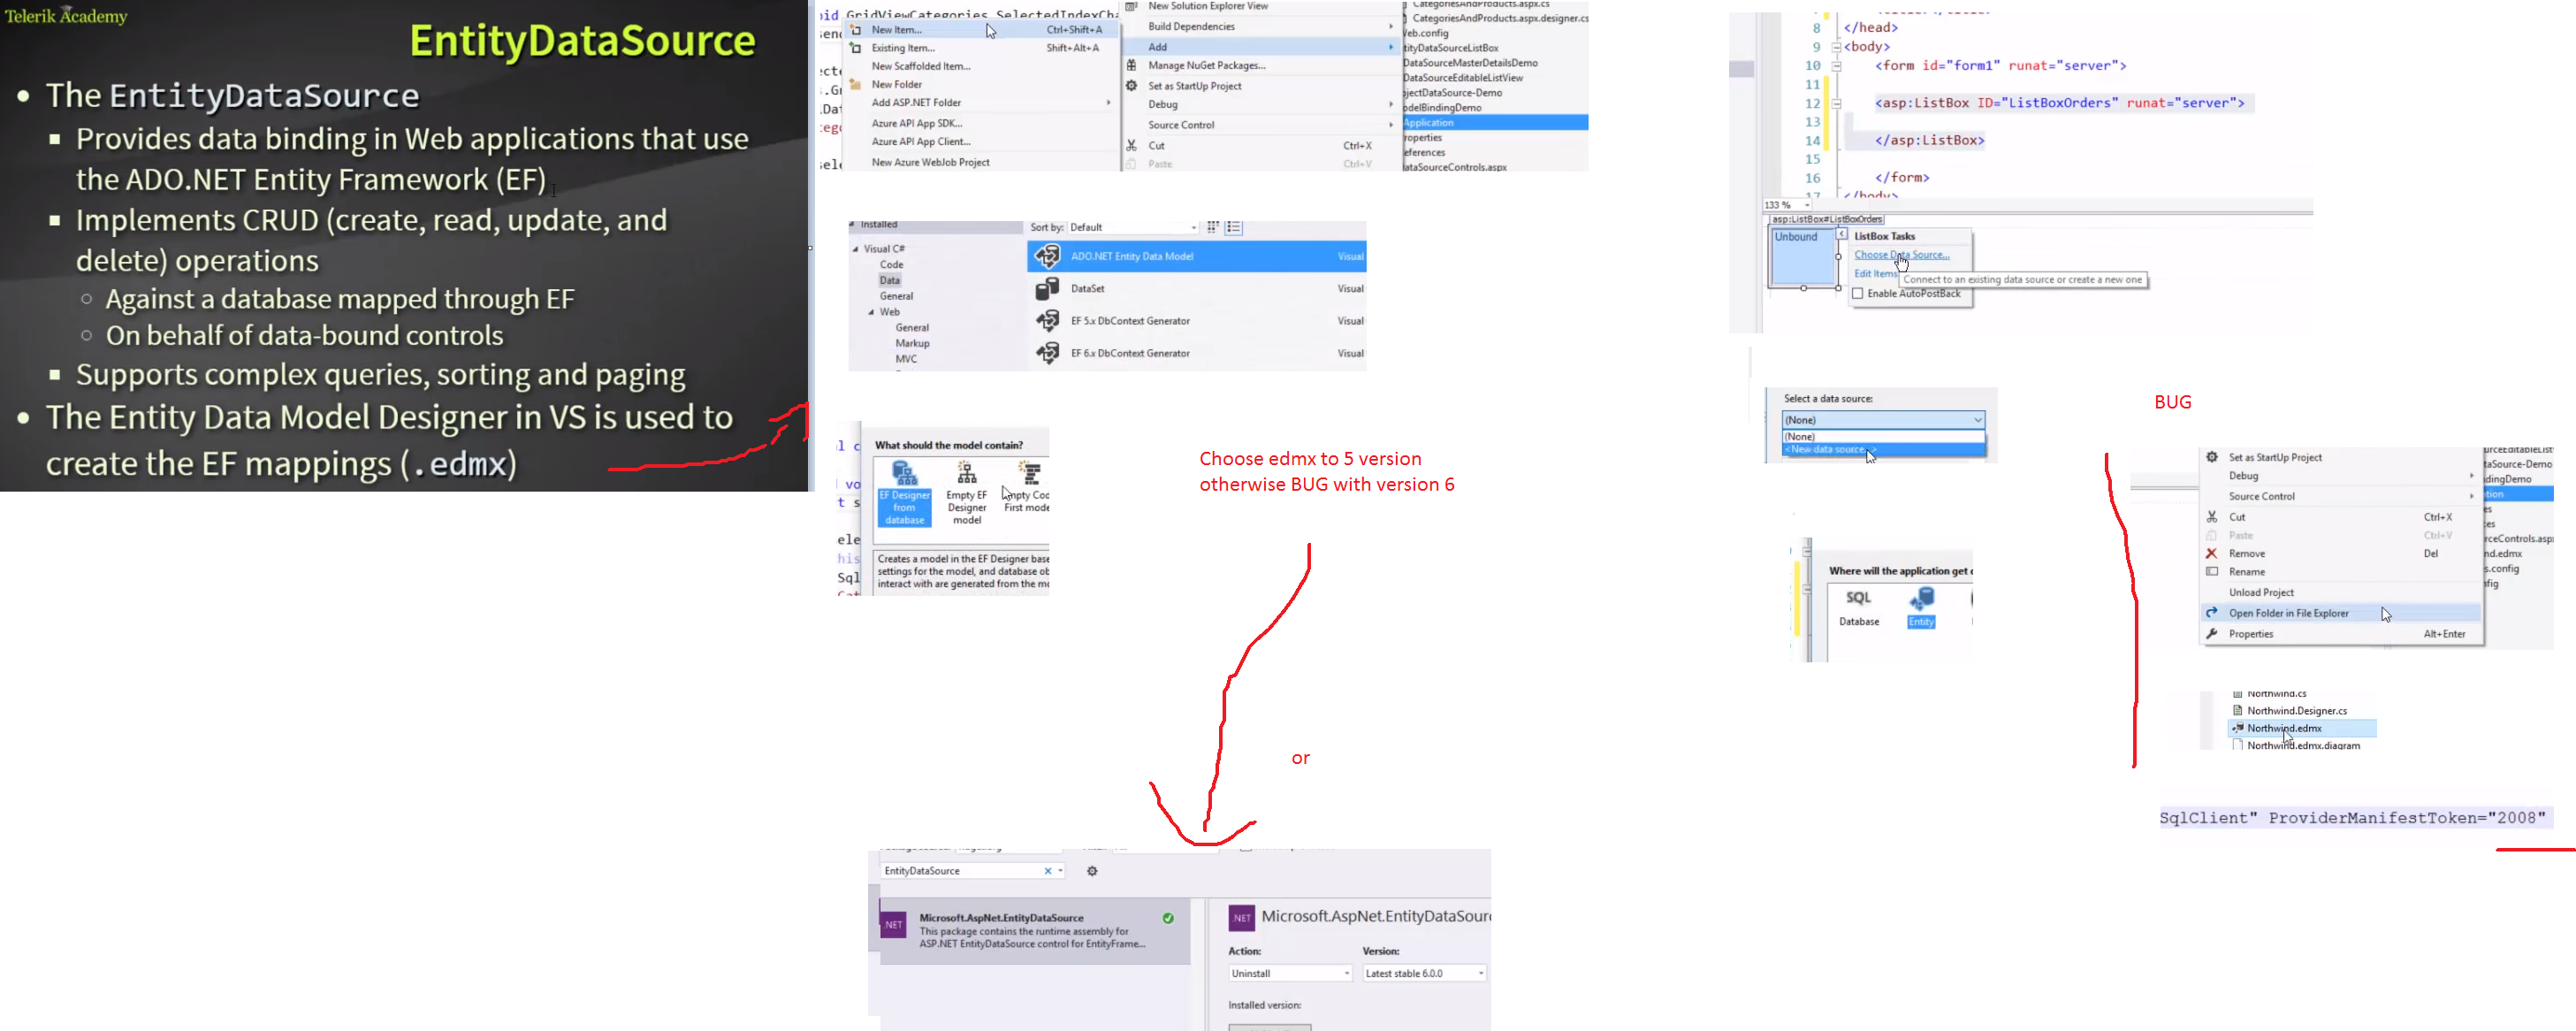 Telerik Academy
EntityDataSource
The EntityDataSource
Provides data binding in Web applications that use
the ADO.NET Entity Framework (EF)
Implements CRUD (create, read, update, and
delete) operations
Against a database mapped through EF
On behalf of data-bound controls
Supports complex queries, sorting and paging
The Entity Data Model Designer in VS is used to
create the EF mappings (.edmx)
GridViewCategories_SelectedIndexCha
New Item... Ctrl+Shift+A
Existing Item... Shift+Alt+A
New Scaffolded Item...
New Folder
Add ASP.NET Folder
Azure API App SDK...
Azure API App Client...
New Azure WebJob Project
New Solution Explorer View
Build Dependencies
Add
Manage NuGet Packages...
Set as StartUp Project
Debug
Source Control
Cut Ctrl+X
Paste Ctrl+V
CategoriesAndProducts.aspx.cs
CategoriesAndProducts.aspx.designer.cs
Web.config
tityDataSourceListBox
DataSourceMasterDetailsDemo
DataSourceEditableListView
bjectDataSource-Demo
odelBindingDemo
Application
roperties
eferences
ataSourceControls.aspx
Installed
Sort by: Default
Visual C#
Code
Data
General
Web
General
Markup
MVC
ADO.NET Entity Data Model Visual
DataSet Visual
EF 5.x DbContext Generator Visual
EF 6.x DbContext Generator Visual
What should the model contain?
EF Designer
from
database
Empty EF
Designer
model
Empty Coc
First mode
Creates a model in the EF Designer base
settings for the model, and database ob
interact with are generated from the mo
Choose edmx to 5 version
otherwise BUG with version 6
or
EntityDataSource
Microsoft.AspNet.EntityDataSource
This package contains the runtime assembly for
ASP.NET EntityDataSource control for EntityFrame...
.NET
.NET
Microsoft.AspNet.EntityDataSour
Action: Version:
Uninstall Latest stable 6.0.0
Installed version:
8 </head>
9 <body>
10 <form id="form1" runat="server">
11
12 <asp:ListBox ID="ListBoxOrders" runat="server">
13
14 </asp:ListBox>
15
16 </form>
17 </body>
133 %
asp:ListBox#ListBoxOrders
Unbound
ListBox Tasks
Choose Data Source...
Edit Items
Connect to an existing data source or create a new one
Enable AutoPostBack
Select a data source:
(None)
(None)
<New data source...>
Where will the application get
SQL
Database
Entity
BUG
Set as StartUp Project
Debug
Source Control
Cut Ctrl+X
Paste Ctrl+V
Remove Del
Rename
Unload Project
Open Folder in File Explorer
Properties Alt+Enter
Northwind.cs
Northwind.Designer.cs
Northwind.edmx
Northwind.edmx.diagram
SqlClient" ProviderManifestToken="2008"